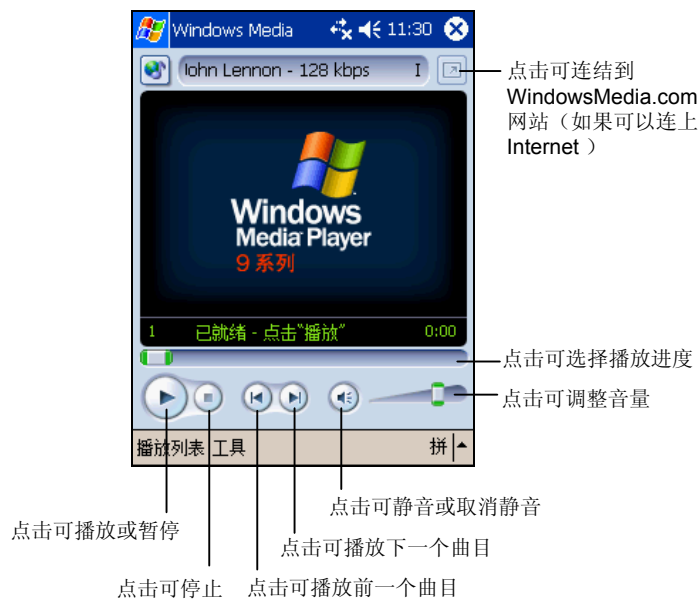 Windows Media 11:30
John Lennon - 128 kbps I
点击可连结到
WindowsMedia.com
网站（如果可以连上
Internet ）
Windows
Media Player
9 系列
1 已就绪 - 点击"播放" 0:00
点击可选择播放进度
点击可调整音量
播放列表 工具 拼
点击可静音或取消静音
点击可播放或暂停
点击可播放下一个曲目
点击可停止 点击可播放前一个曲目